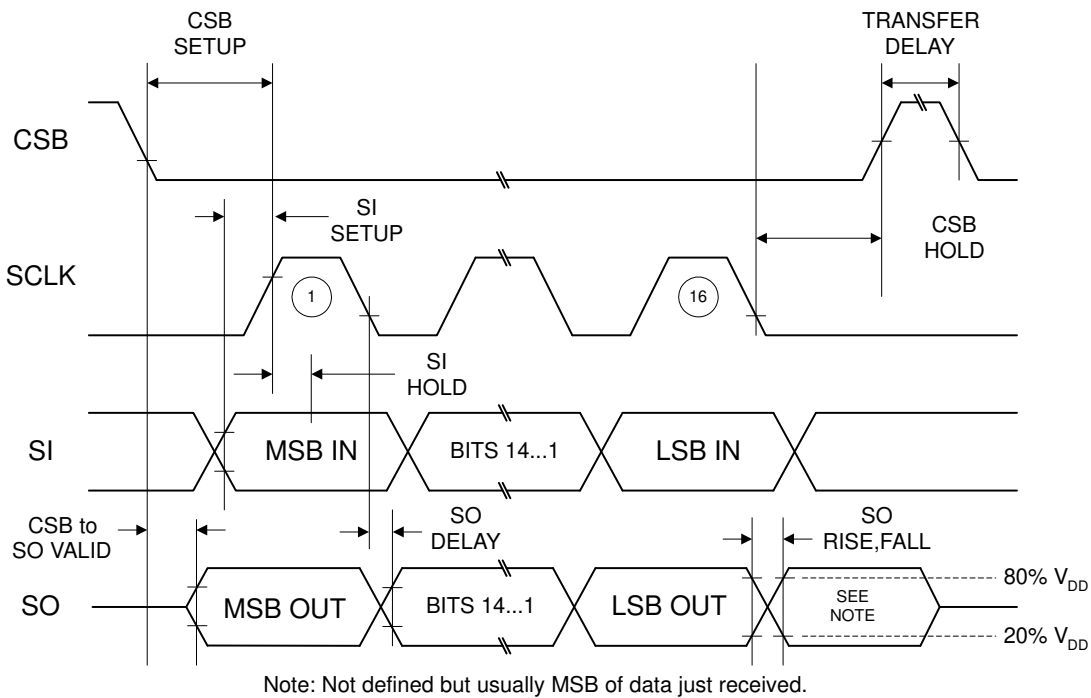 CSB
SETUP
TRANSFER
DELAY
CSB
SI
SETUP
CSB
HOLD
SCLK
1
16
SI
HOLD
SI
MSB IN
BITS 14...1
LSB IN
CSB to
SO VALID
SO
DELAY
SO
RISE,FALL
SO
MSB OUT
BITS 14...1
LSB OUT
SEE
NOTE
80% VDD
20% VDD
Note: Not defined but usually MSB of data just received.